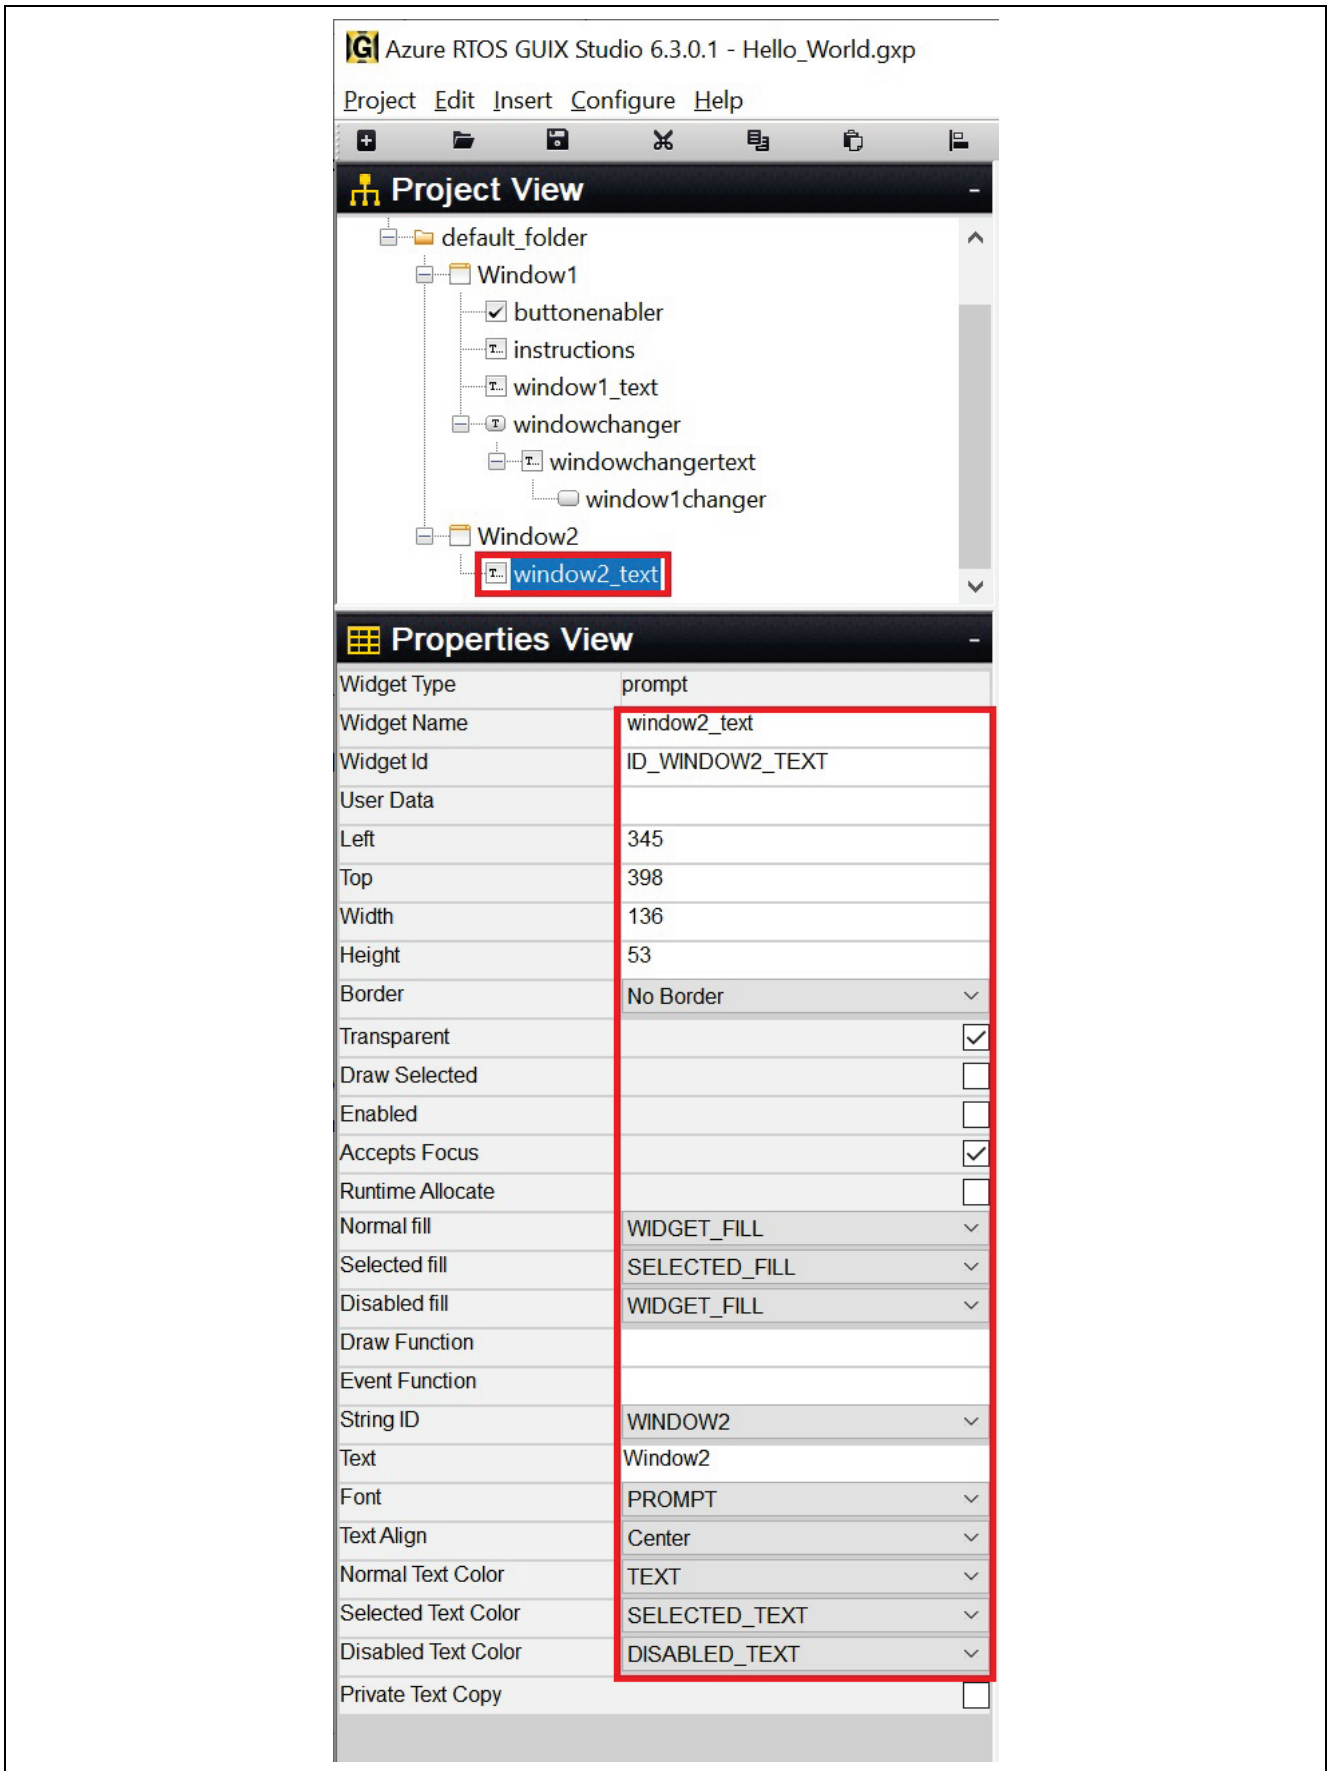 Azure RTOS GUIX Studio 6.3.0.1 - Hello_World.gxp
Project Edit Insert Configure Help
Project View
default_folder
Window1
buttonenabler
T... instructions
T... window1_text
T windowchanger
T... windowchangertext
window1changer
Window2
T... window2_text
Properties View
Widget Type prompt
Widget Name window2_text
Widget Id ID_WINDOW2_TEXT
User Data
Left 345
Top 398
Width 136
Height 53
Border No Border
Transparent
Draw Selected
Enabled
Accepts Focus
Runtime Allocate
Normal fill WIDGET_FILL
Selected fill SELECTED_FILL
Disabled fill WIDGET_FILL
Draw Function
Event Function
String ID WINDOW2
Text Window2
Font PROMPT
Text Align Center
Normal Text Color TEXT
Selected Text Color SELECTED_TEXT
Disabled Text Color DISABLED_TEXT
Private Text Copy